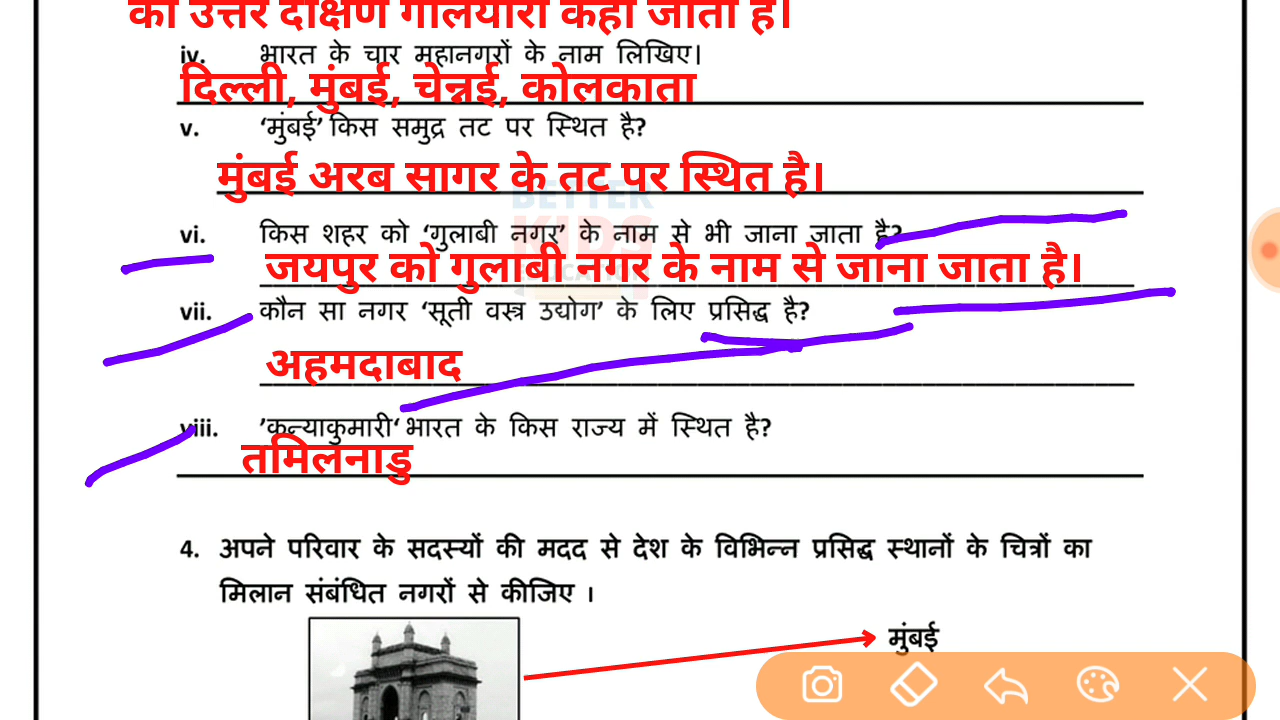 को उत्तर दक्षिण गलियारा कहा जाता है।
iv. भारत के चार महानगरों के नाम लिखिए।
दिल्ली, मुंबई, चेन्नई, कोलकाता
v. ‘मुंबई’ किस समुद्र तट पर स्थित है?
मुंबई अरब सागर के तट पर स्थित है।
BETTER
KIDS
vi. किस शहर को ‘गुलाबी नगर’ के नाम से भी जाना जाता है?
जयपुर को गुलाबी नगर के नाम से जाना जाता है।
vii. कौन सा नगर ‘सूती वस्त्र उद्योग’ के लिए प्रसिद्ध है?
अहमदाबाद
viii. ’कन्याकुमारी‘ भारत के किस राज्य में स्थित है?
तमिलनाडु
4. अपने परिवार के सदस्यों की मदद से देश के विभिन्न प्रसिद्ध स्थानों के चित्रों का
मिलान संबंधित नगरों से कीजिए ।
मुंबई